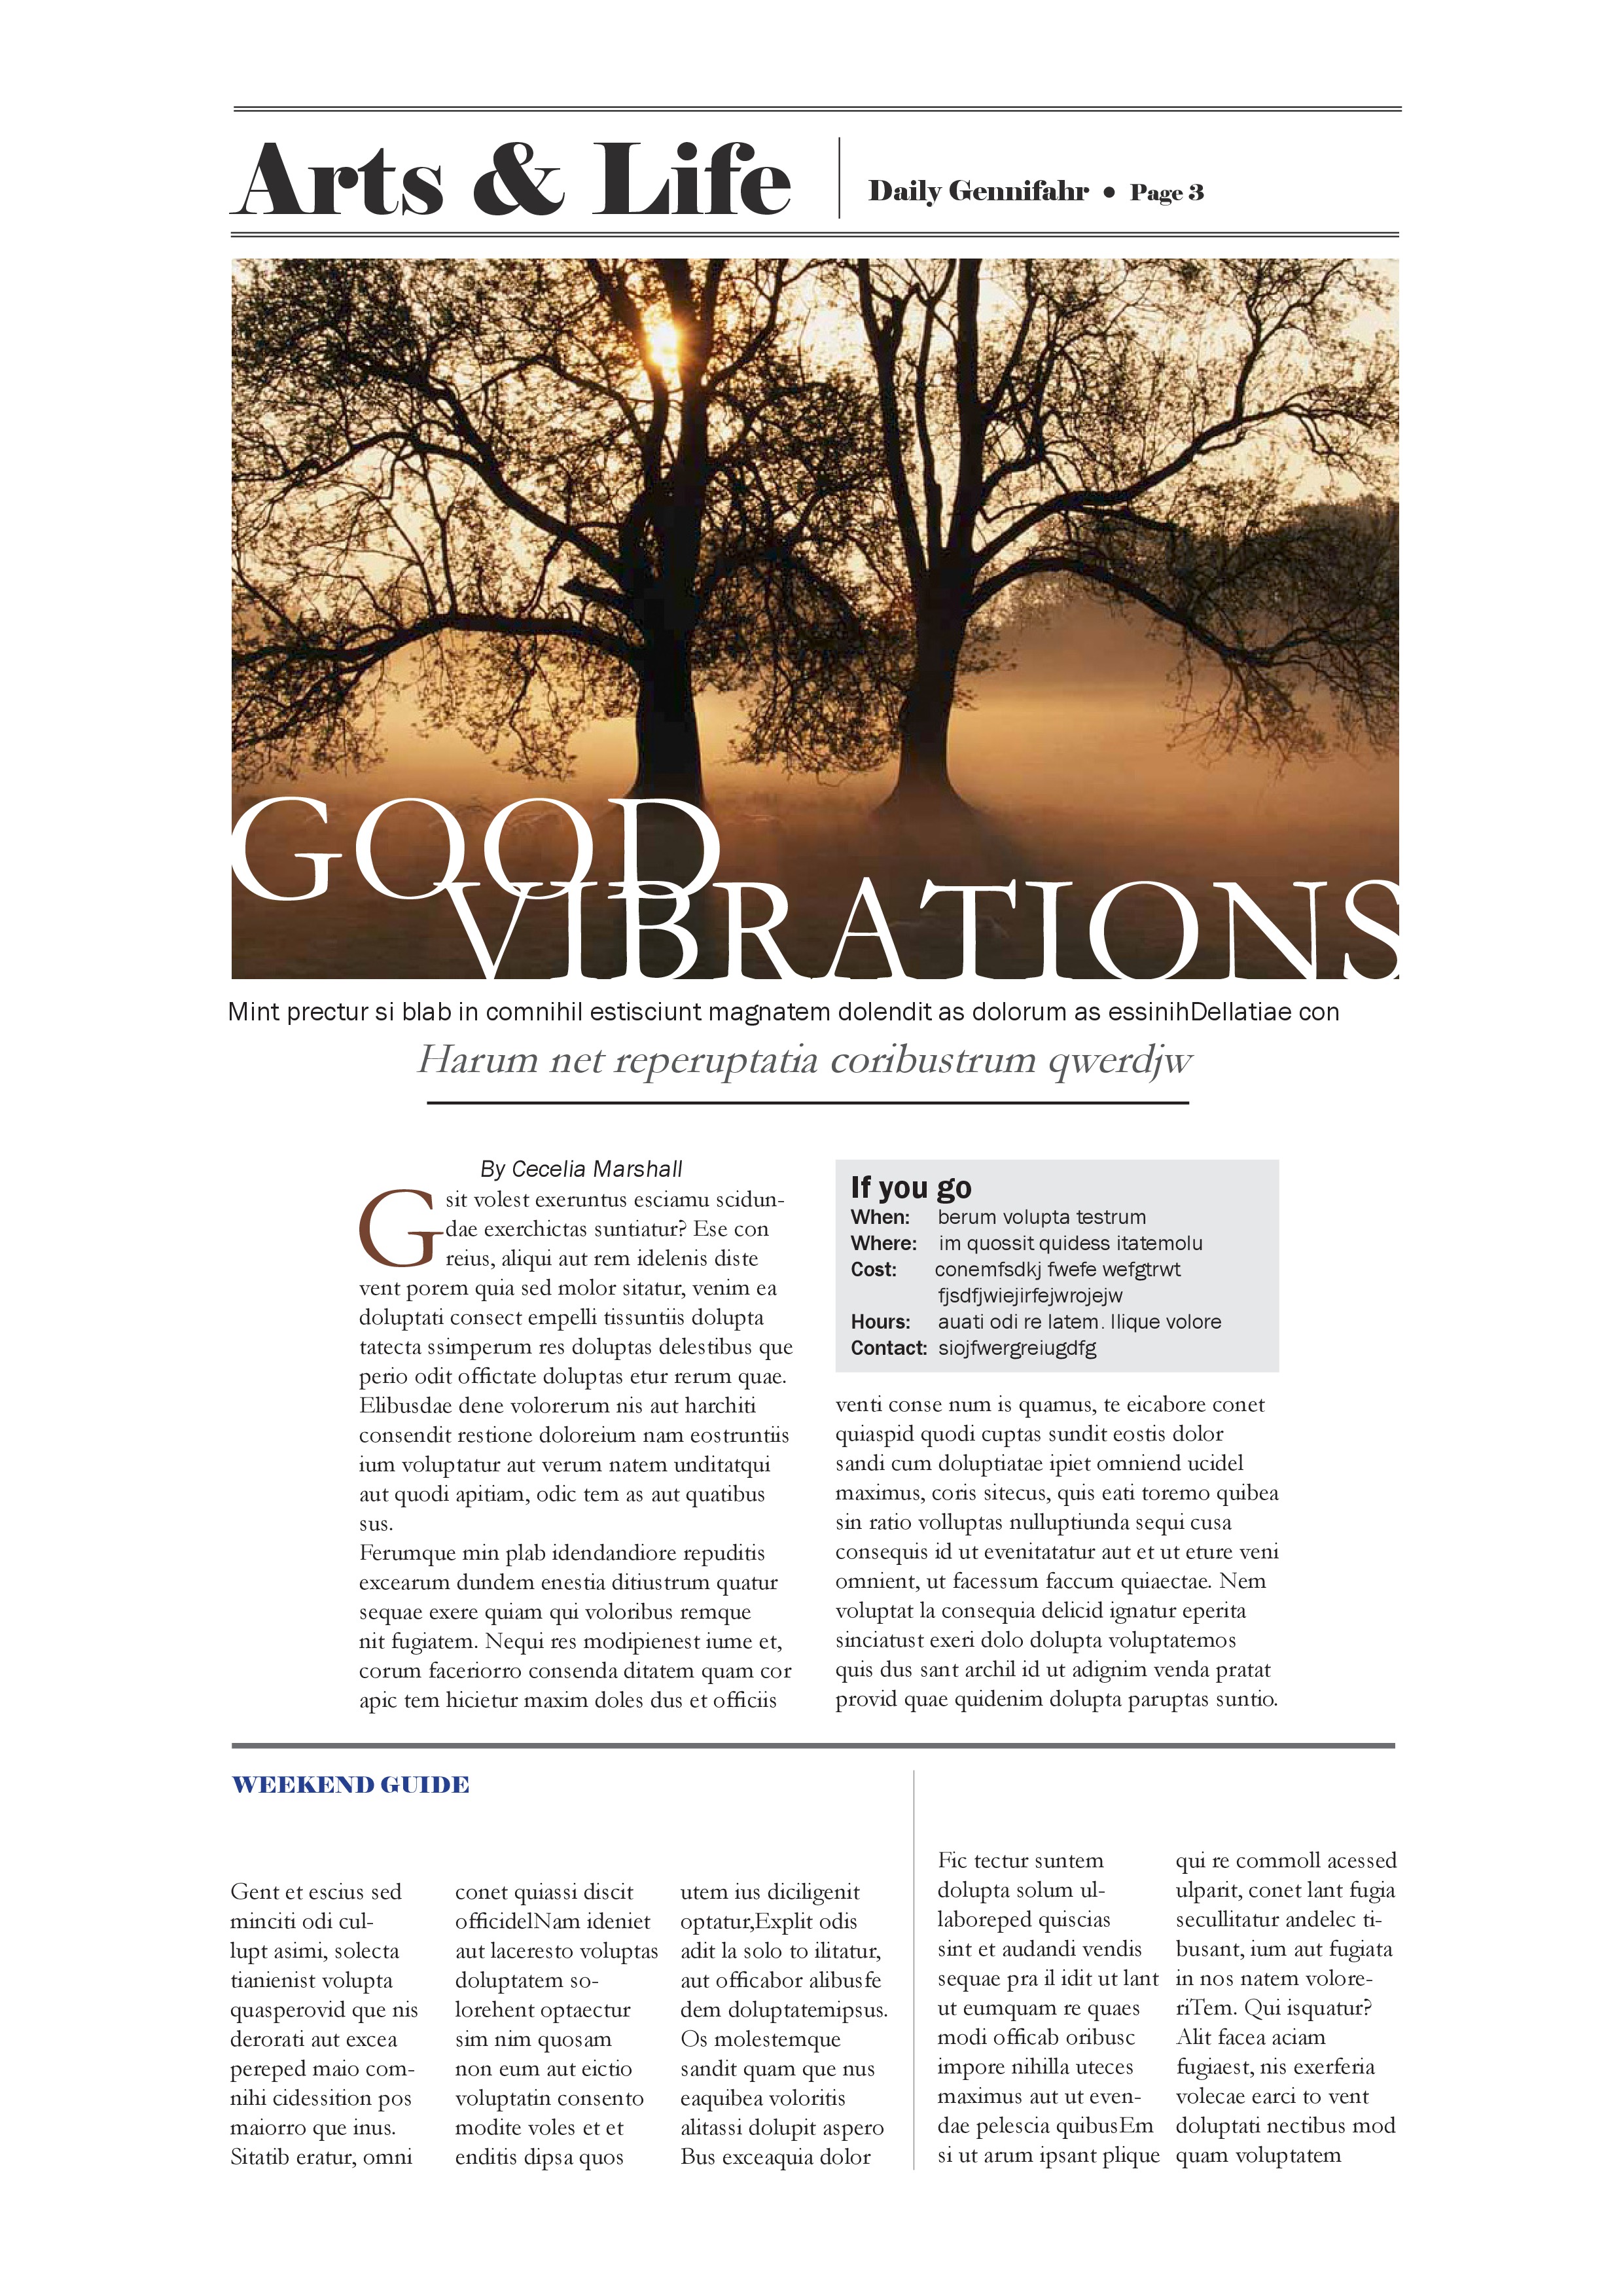 Arts & Life
Daily Gennifahr • Page 3
GOOD
VIBRATIONS
Mint prectur si blab in comnihil estisciunt magnatem dolendit as dolorum as essinihDellatiae con
Harum net reperuptatia coribustrum qwerdjw
By Cecelia Marshall
G sit volest exeruntus esciamu scidun-
dae exerchictas suntiatur? Ese con
reius, aliqui aut rem idelenis diste
vent porem quia sed molor sitatur, venim ea
doluptati consect empelli tissuntiis dolupta
tatecta ssimperum res doluptas delestibus que
perio odit offictate doluptas etur rerum quae.
Elibusdae dene volorerum nis aut harchiti
consendit restione doloreium nam eostruntiis
ium voluptatur aut verum natem unditatqui
aut quodi apitiam, odic tem as aut quatibus
sus.
Ferumque min plab idendandiore repuditis
excearum dundem enestia ditiustrum quatur
sequae exere quiam qui voloribus remque
nit fugiatem. Nequi res modipienest iume et,
corum faceriorro consenda ditatem quam cor
apic tem hicietur maxim doles dus et officiis
If you go
When: berum volupta testrum
Where: im quossit quidess itatemolu
Cost: conemfsdkj fwefe wefgtrwt
fjsdfjwiejirfejwrojejw
Hours: auati odi re latem. Ilique volore
Contact: siojfwergreiugdfg
venti conse num is quamus, te eicabore conet
quiaspid quodi cuptas sundit eostis dolor
sandi cum doluptiatae ipiet omniend ucidel
maximus, coris sitecus, quis eati toremo quibea
sin ratio volluptas nulluptiunda sequi cusa
consequis id ut evenitatatur aut et ut eture veni
omnient, ut facessum faccum quiaectae. Nem
voluptat la consequia delicid ignatur eperita
sinciatust exeri dolo dolupta voluptatemos
quis dus sant archil id ut adignim venda pratat
provid quae quidenim dolupta paruptas suntio.
WEEKEND GUIDE
Gent et escius sed
minciti odi cul-
lupt asimi, solecta
tianienist volupta
quasperovid que nis
derorati aut excea
pereped maio com-
nihi cidessition pos
maiorro que inus.
Sitatib eratur, omni
conet quiassi discit
officidelNam ideniet
aut laceresto voluptas
doluptatem so-
lorehent optaectur
sim nim quosam
non eum aut eictio
voluptatin consento
modite voles et et
enditis dipsa quos
utem ius diciligenit
optatur,Explit odis
adit la solo to ilitatur,
aut officabor alibusfe
dem doluptatemipsus.
Os molestemque
sandit quam que nus
eaquibea voloritis
alitassi dolupit aspero
Bus exceaquia dolor
Fic tectur suntem
dolupta solum ul-
laboreped quiscias
sint et audandi vendis
sequae pra il idit ut lant
ut eumquam re quaes
modi officab oribusc
impore nihilla uteces
maximus aut ut even-
dae pelescia quibusEm
si ut arum ipsant plique
qui re commoll acessed
ulparit, conet lant fugia
secullitatur andelec ti-
busant, ium aut fugiata
in nos natem volore-
riTem. Qui isquatur?
Alit facea aciam
fugiaest, nis exerferia
volecae earci to vent
doluptati nectibus mod
quam voluptatem